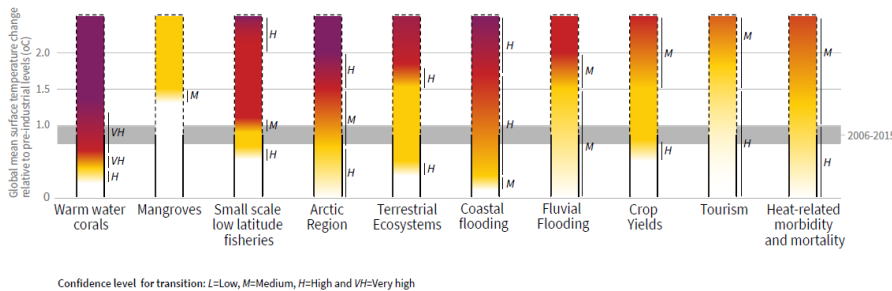 Global mean surface temperature change
relative to pre-industrial levels (oC)
2.0
1.5
1.0
0
H
M
H
H
M
M
M
H
H
M
VH
M
M
H
M
2006-2015
VH
H
H
H
H
M
H
H
H
H
M
Warm water
corals
Mangroves
Small scale
low latitude
fisheries
Arctic
Region
Terrestrial
Ecosystems
Coastal
flooding
Fluvial
Flooding
Crop
Yields
Tourism
Heat-related
morbidity
and mortality
Confidence level for transition: L=Low, M=Medium, H=High and VH=Very high